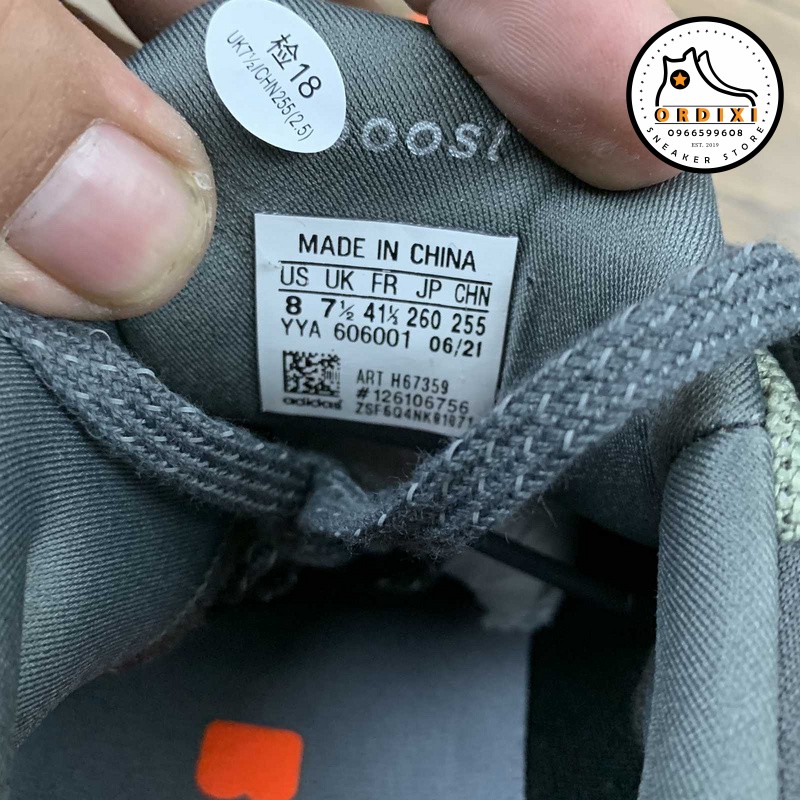 检18
UK7½/CHN255(2.5)
oost
MADE IN CHINA
US UK FR JP CHN
8 7½ 41⅓ 260 255
YYA 606001 06/21
ART H67359
#126106756
adidas
ZSF6Q4NK81071
ORDIXI
0966599608
EST. 2019
SNEAKER STORE